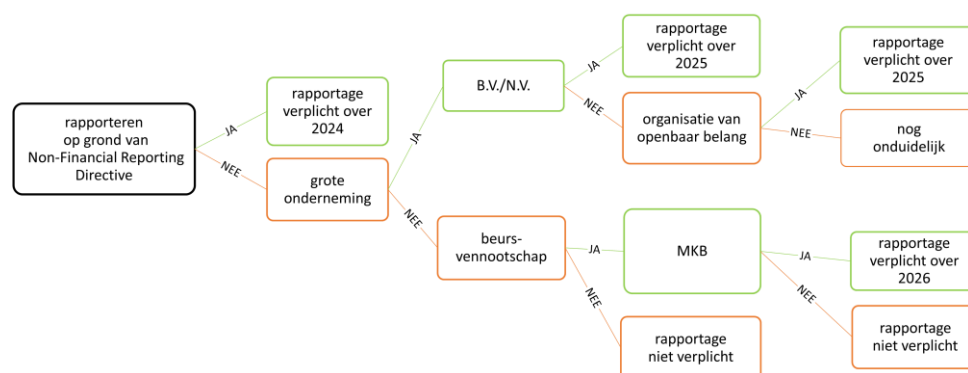 rapporteren
op grond van
Non-Financial Reporting
Directive
JA
NEE
rapportage
verplicht over
2024
grote
onderneming
JA
NEE
B.V./N.V.
JA
NEE
rapportage
verplicht over
2025
organisatie van
openbaar belang
JA
NEE
rapportage
verplicht over
2025
nog
onduidelijk
beurs-
vennootschap
JA
NEE
MKB
JA
NEE
rapportage
verplicht over
2026
rapportage
niet verplicht
rapportage
niet verplicht